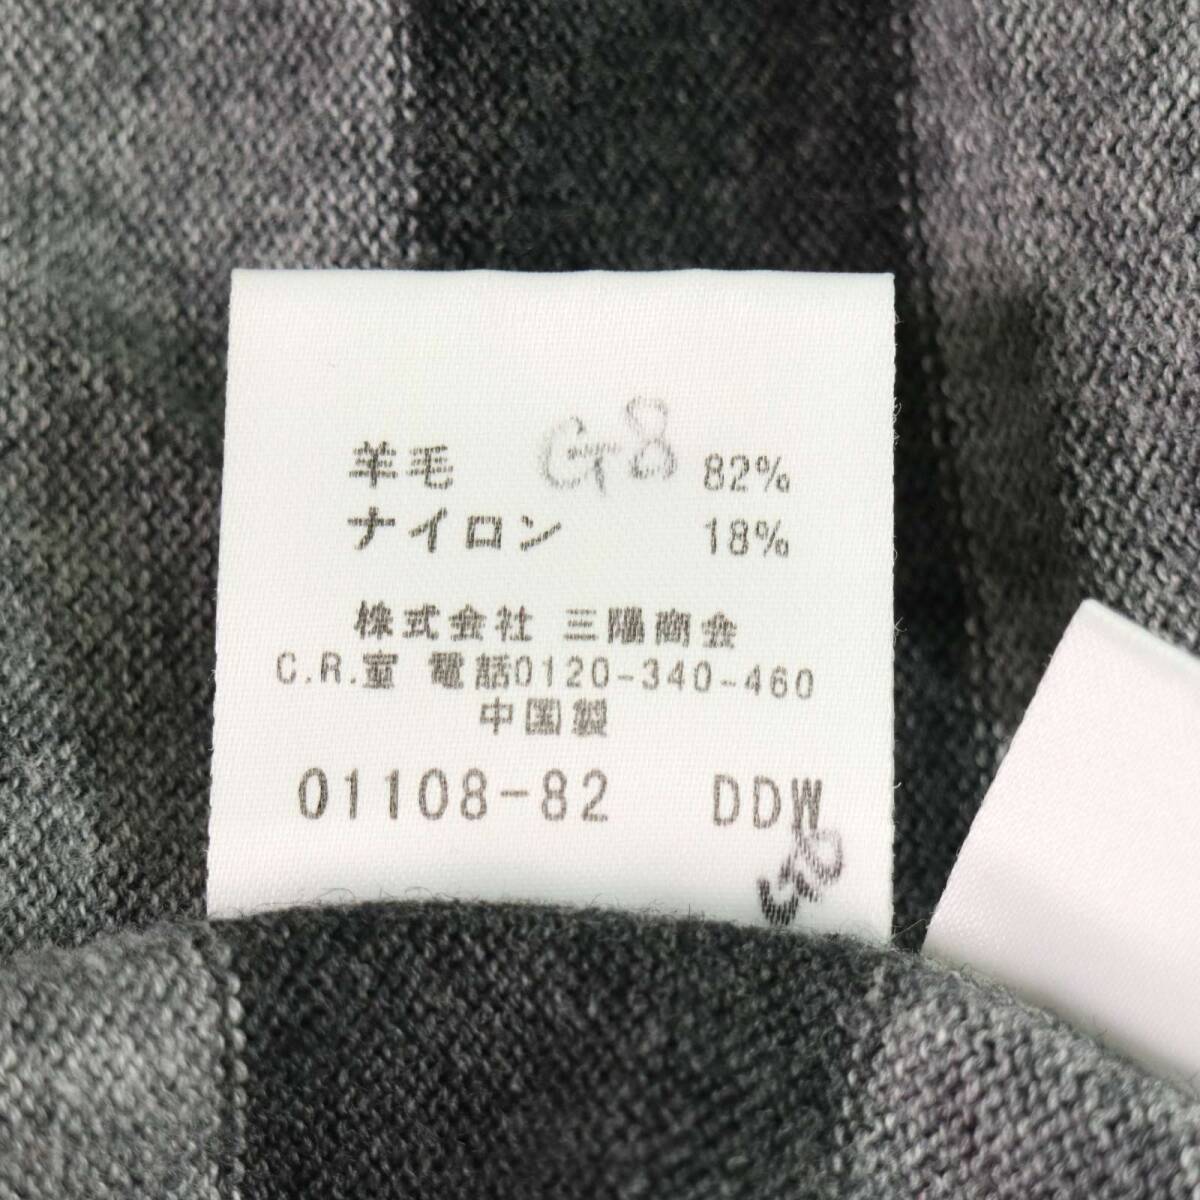 羊毛 G8 82%
ナイロン 18%
株式会社 三陽商会
C.R.室 電話0120-340-460
中国製
01108-82 DDW